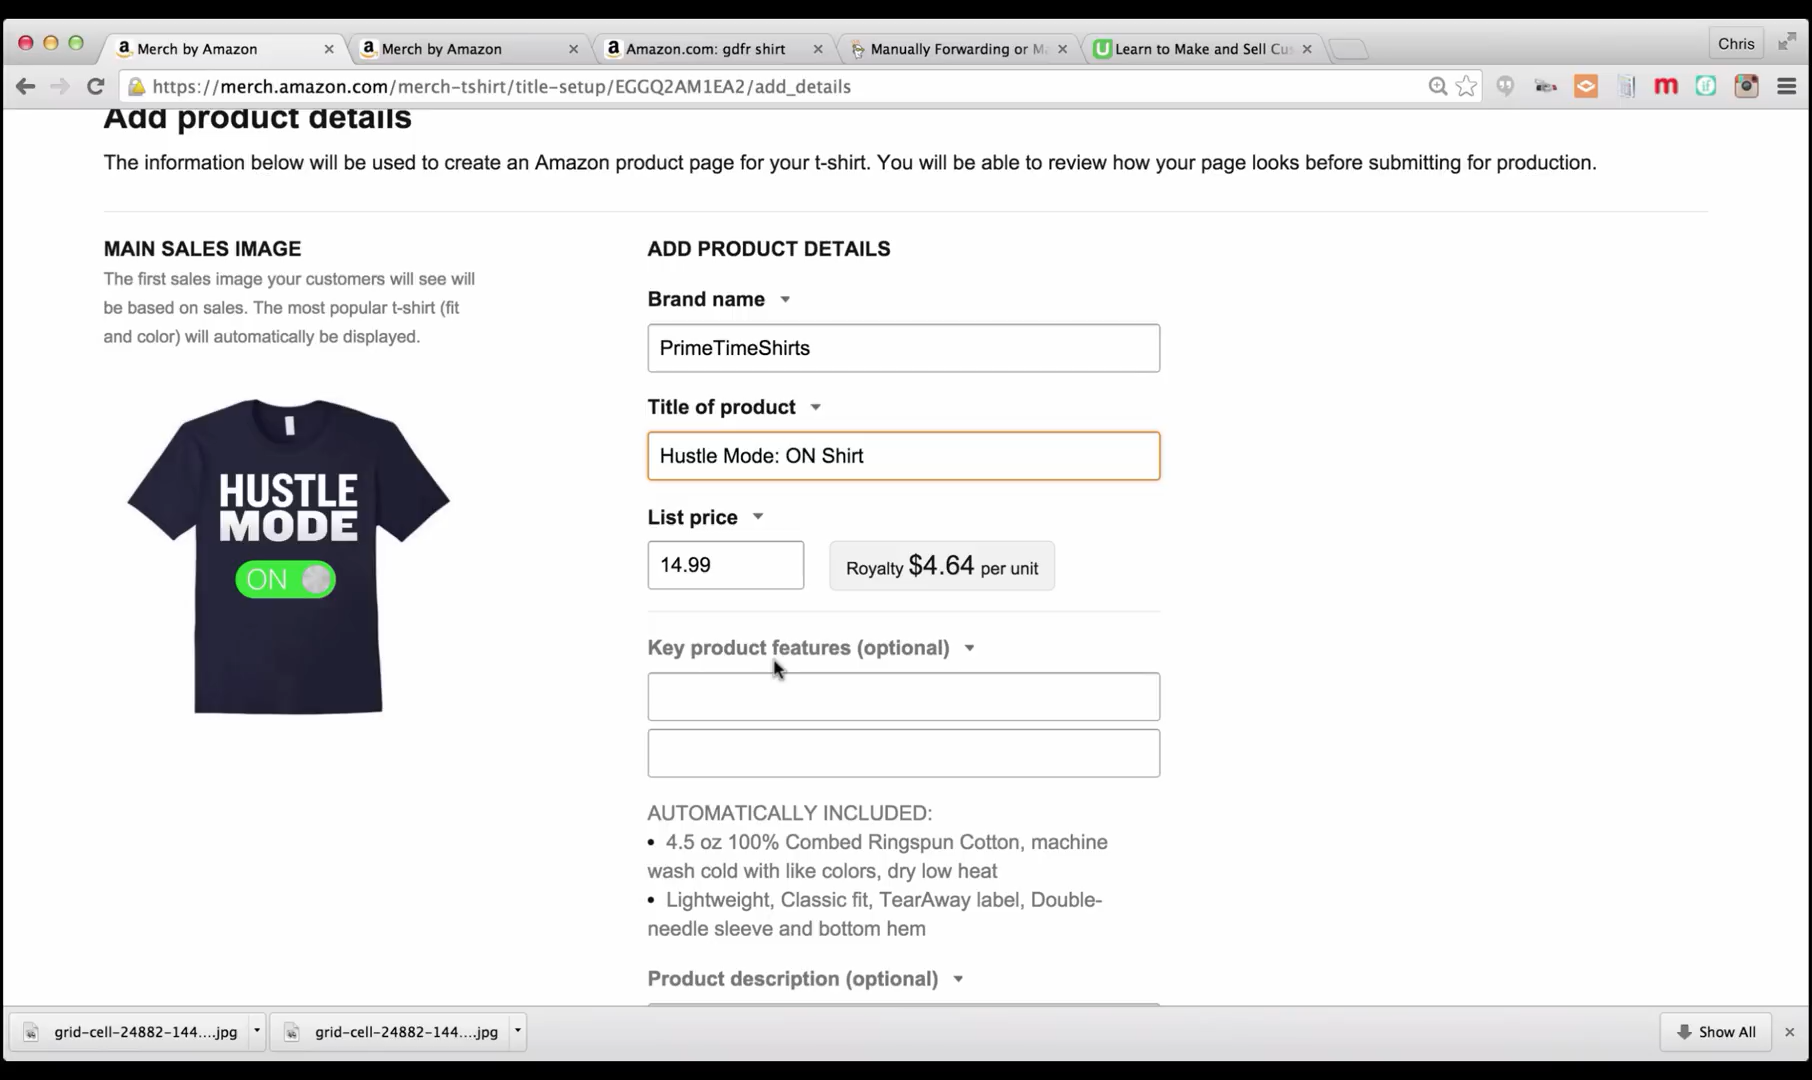 Merch by Amazon
Merch by Amazon
Amazon.com: gdfr shirt
Manually Forwarding or Ma
Learn to Make and Sell Cus
Chris
https://merch.amazon.com/merch-tshirt/title-setup/EGGQ2AM1EA2/add_details
m
Add product details
The information below will be used to create an Amazon product page for your t-shirt. You will be able to review how your page looks before submitting for production.
MAIN SALES IMAGE
The first sales image your customers will see will
be based on sales. The most popular t-shirt (fit
and color) will automatically be displayed.
HUSTLE
MODE
ON
ADD PRODUCT DETAILS
Brand name
PrimeTimeShirts
Title of product
Hustle Mode: ON Shirt
List price
14.99
Royalty $4.64 per unit
Key product features (optional)
AUTOMATICALLY INCLUDED:
• 4.5 oz 100% Combed Ringspun Cotton, machine
wash cold with like colors, dry low heat
• Lightweight, Classic fit, TearAway label, Double-
needle sleeve and bottom hem
Product description (optional)
grid-cell-24882-144....jpg
grid-cell-24882-144....jpg
Show All